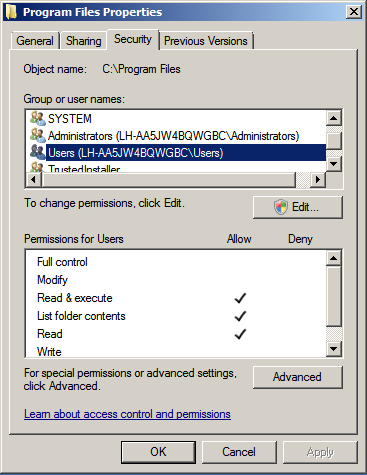 Program Files Properties
General
Sharing
Security
Previous Versions
Object name: C:\Program Files
Group or user names:
SYSTEM
Administrators (LH-AA5JW4BQWGBC\Administrators)
Users (LH-AA5JW4BQWGBC\Users)
TrustedInstaller
To change permissions, click Edit.
Edit...
Permissions for Users Allow Deny
Full control
Modify
Read & execute
List folder contents
Read
Write
For special permissions or advanced settings,
click Advanced.
Advanced
Learn about access control and permissions
OK
Cancel
Apply